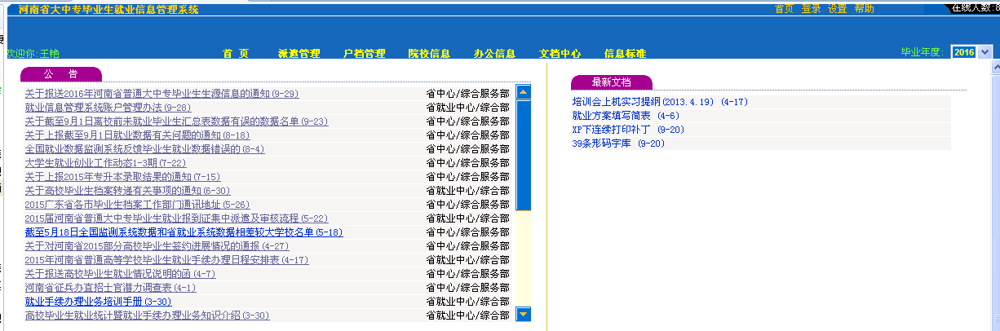 河南省大中专毕业生就业信息管理系统
首页 登录 设置 帮助
在线人数:8
欢迎你:王艳
首 页 派遣管理 户档管理 院校信息 办公信息 文档中心 信息标准
毕业年度: 2016
公 告
关于报送2016年河南省普通大中专毕业生生源信息的通知(9-29) 省中心/综合服务部
就业信息管理系统账户管理办法(9-28) 省就业中心/综合部
关于截至9月1日离校前未就业毕业生汇总表数据有误的数据名单(9-23) 省中心/综合服务部
关于上报截至9月1日就业数据有关问题的通知(8-18) 省就业中心/综合部
全国就业数据监测系统反馈毕业生就业数据错误的(8-4) 省中心/综合服务部
大学生就业创业工作动态1-3期(7-22) 省就业中心/综合部
关于上报2015年专升本录取结果的通知(7-15) 省中心/综合服务部
关于高校毕业生档案转递有关事项的通知(6-30) 省就业中心/综合部
2015广东省各市毕业生档案工作部门通讯地址(5-26) 省中心/综合服务部
2015届河南省普通大中专毕业生就业报到证集中派遣及审核流程(5-22) 省就业中心/综合部
截至5月18日全国监测系统数据和省就业系统数据相差较大学校名单(5-18) 省中心/综合服务部
关于对河南省2015部分高校毕业生签约进展情况的通报(4-27) 省中心/综合服务部
2015年河南省普通高等学校毕业生就业手续办理日程安排表(4-17) 省就业中心/综合部
关于报送高校毕业生就业情况说明的函(4-7) 省中心/综合服务部
河南省征兵办直招士官潜力调查表(4-1) 省中心/综合服务部
就业手续办理业务培训手册(3-30) 省就业中心/综合部
高校毕业生就业统计暨就业手续办理业务知识介绍(3-30) 省就业中心/综合部
最新文档
培训会上机实习提纲(2013.4.19) (4-17)
就业方案填写简表 (4-6)
XP下连续打印补丁 (9-20)
39条形码字库 (9-20)